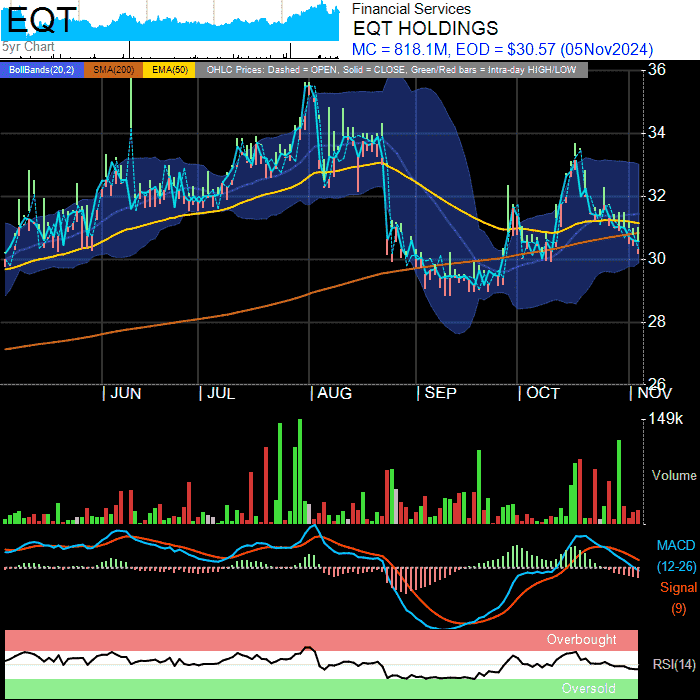 EQT
5yr Chart
Financial Services
EQT HOLDINGS
MC = 818.1M, EOD = $30.57 (05Nov2024)
BollBands(20,2) SMA(200) EMA(50) OHLC Prices: Dashed = OPEN, Solid = CLOSE, Green/Red bars = Intra-day HIGH/LOW
36
34
32
30
28
26
| JUN | JUL | AUG | SEP | OCT | NOV
149k
Volume
MACD
(12-26)
Signal
(9)
Overbought
RSI(14)
Oversold